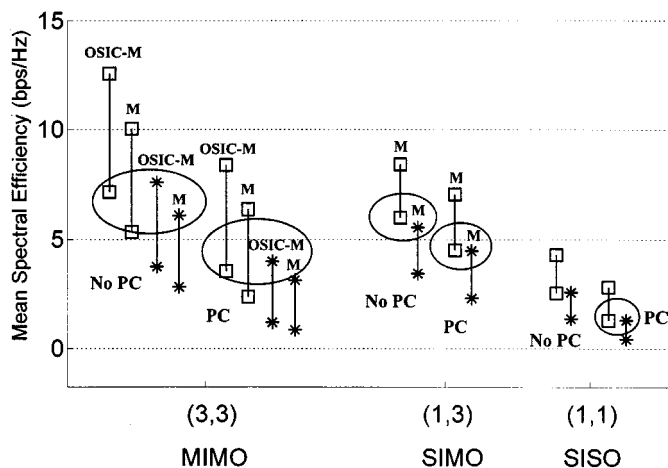 15
10
5
0
Mean Spectral Efficiency (bps/Hz)
OSIC-M
M
OSIC-M
M
No PC
OSIC-M
M
OSIC-M
M
PC
M
M
No PC
M
M
PC
No PC
PC
(3,3)
(1,3)
(1,1)
MIMO
SIMO
SISO